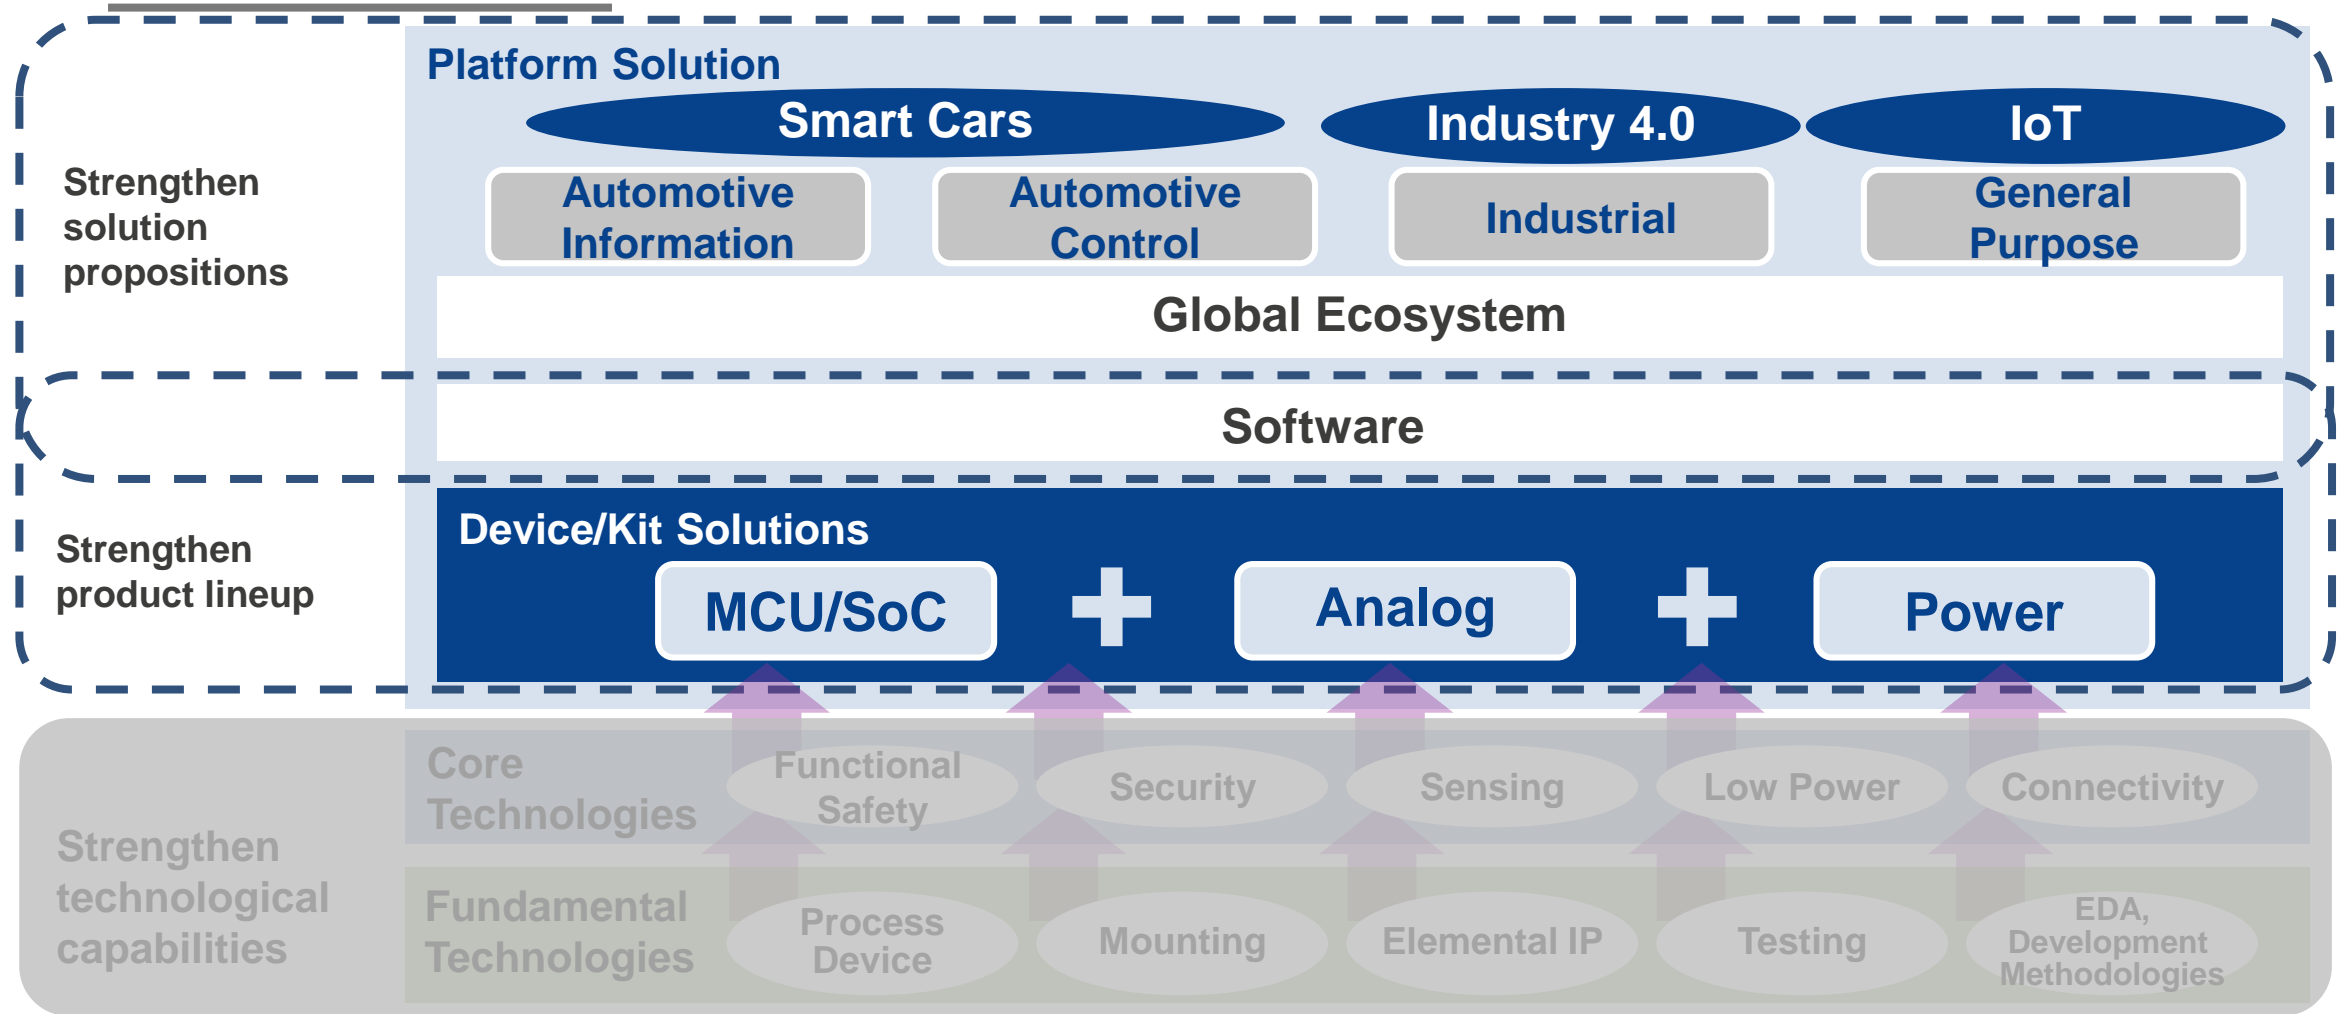 Platform Solution
Smart Cars
Industry 4.0
IoT
Strengthen
solution
propositions
Automotive
Information
Automotive
Control
Industrial
General
Purpose
Global Ecosystem
Software
Strengthen
product lineup
Device/Kit Solutions
MCU/SoC
Analog
Power
Strengthen
technological
capabilities
Core
Technologies
Functional
Safety
Security
Sensing
Low Power
Connectivity
Fundamental
Technologies
Process
Device
Mounting
Elemental IP
Testing
EDA,
Development
Methodologies